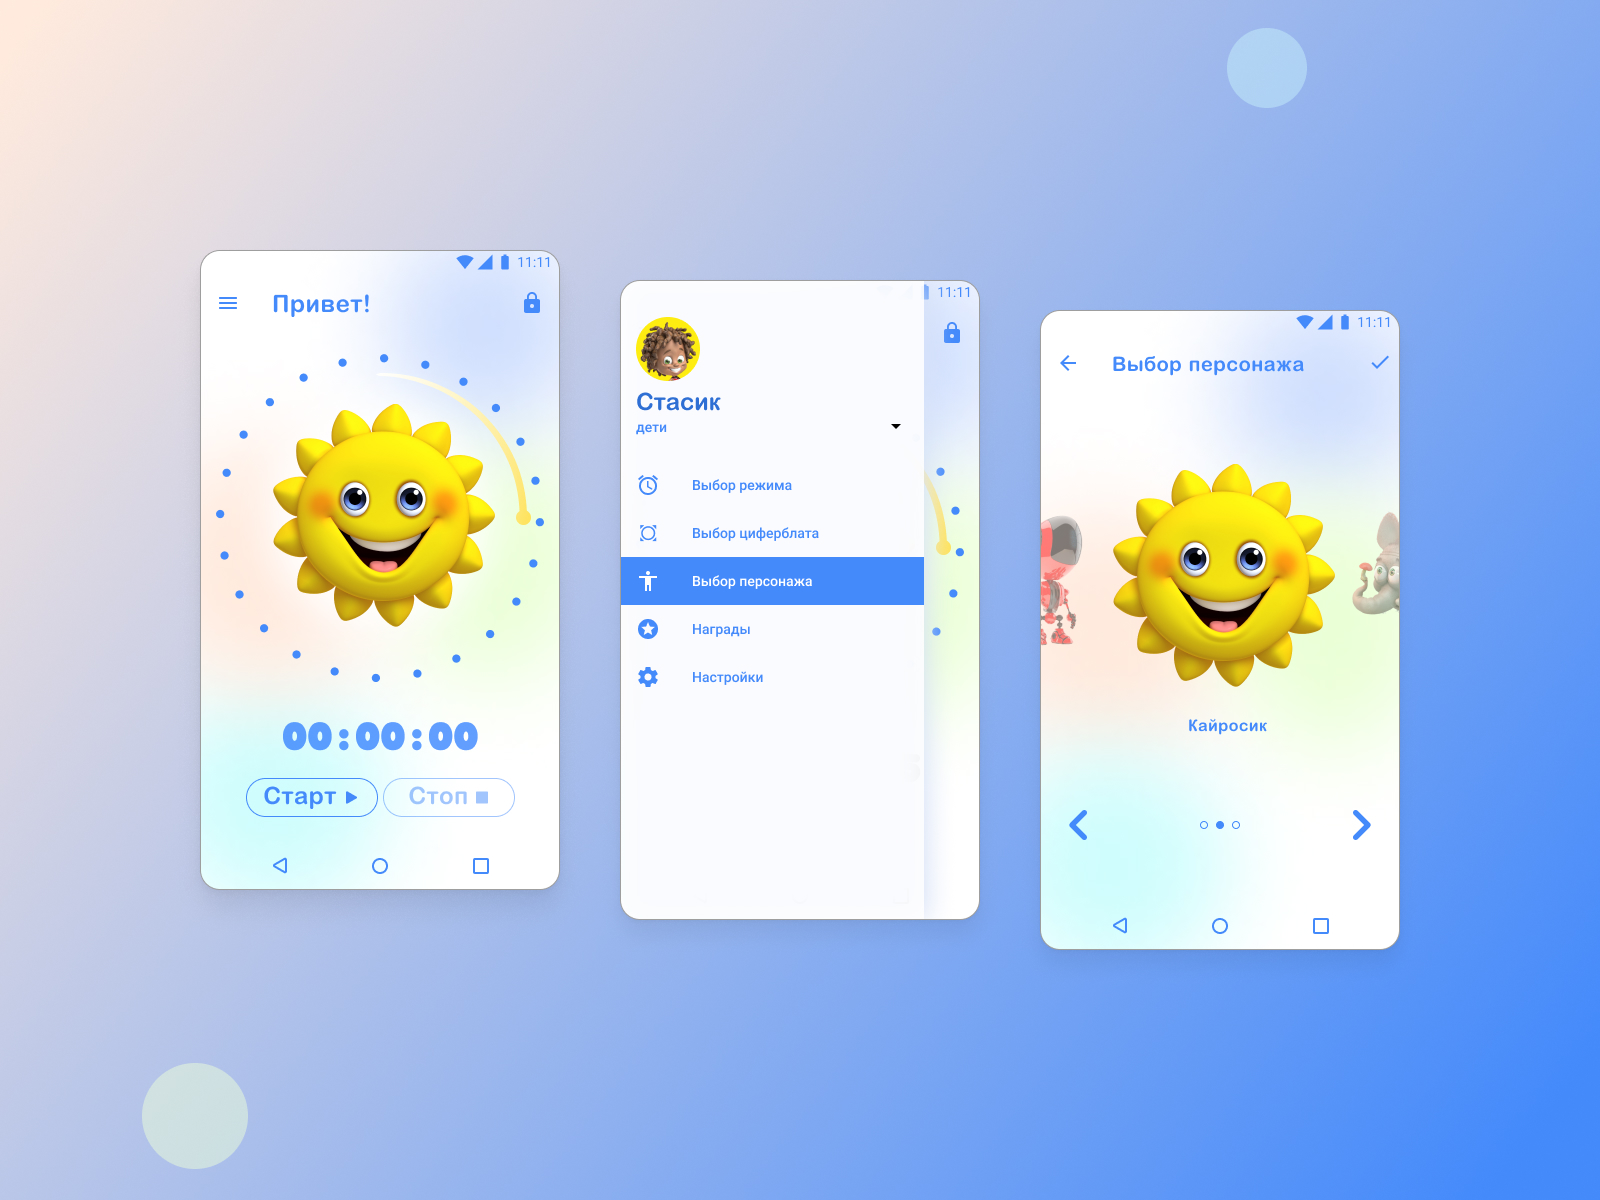 11:11
Привет!
00:00:00
Старт
Стоп
11:11
Стасик
дети
Выбор режима
Выбор циферблата
Выбор персонажа
Награды
Настройки
11:11
Выбор персонажа
Кайросик